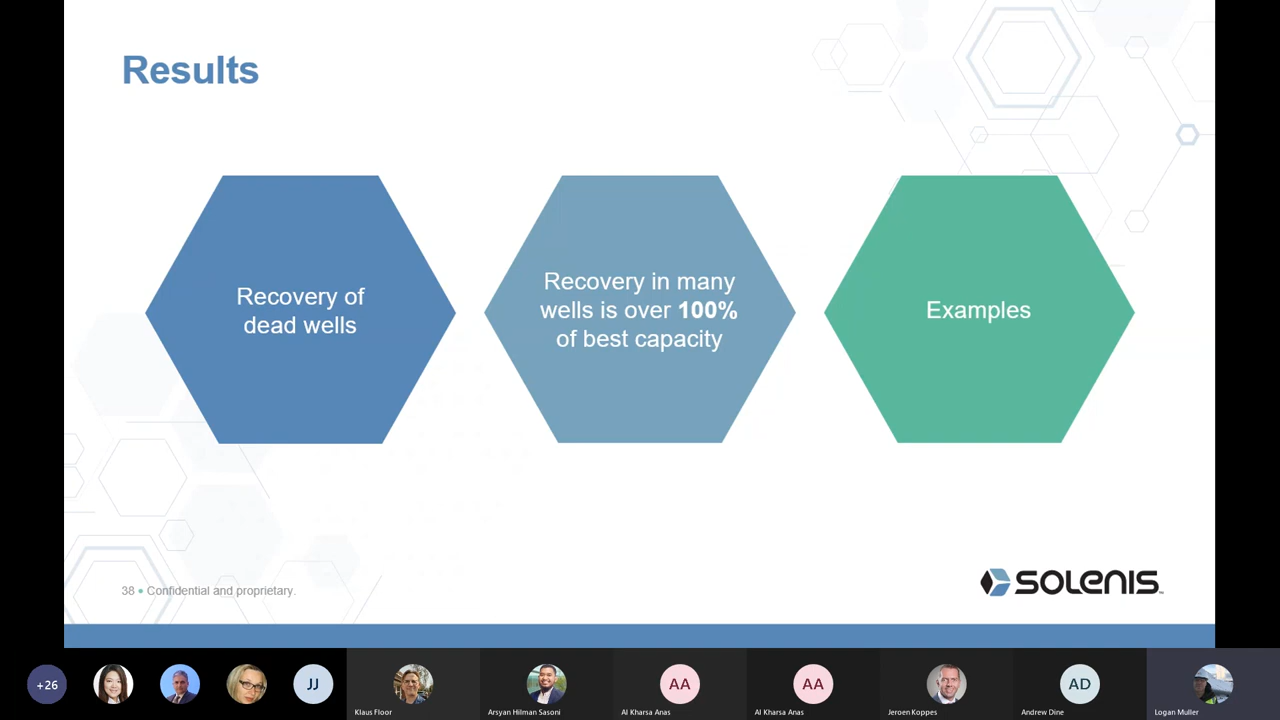 Results
Recovery of
dead wells
Recovery in many
wells is over 100%
of best capacity
Examples
38 • Confidential and proprietary.
SOLENIS™
+26
JJ
Klaus Floor
Arsyan Hilman Sasoni
AA
Al Kharsa Anas
AA
Al Kharsa Anas
Jeroen Koppes
AD
Andrew Dine
Logan Muller